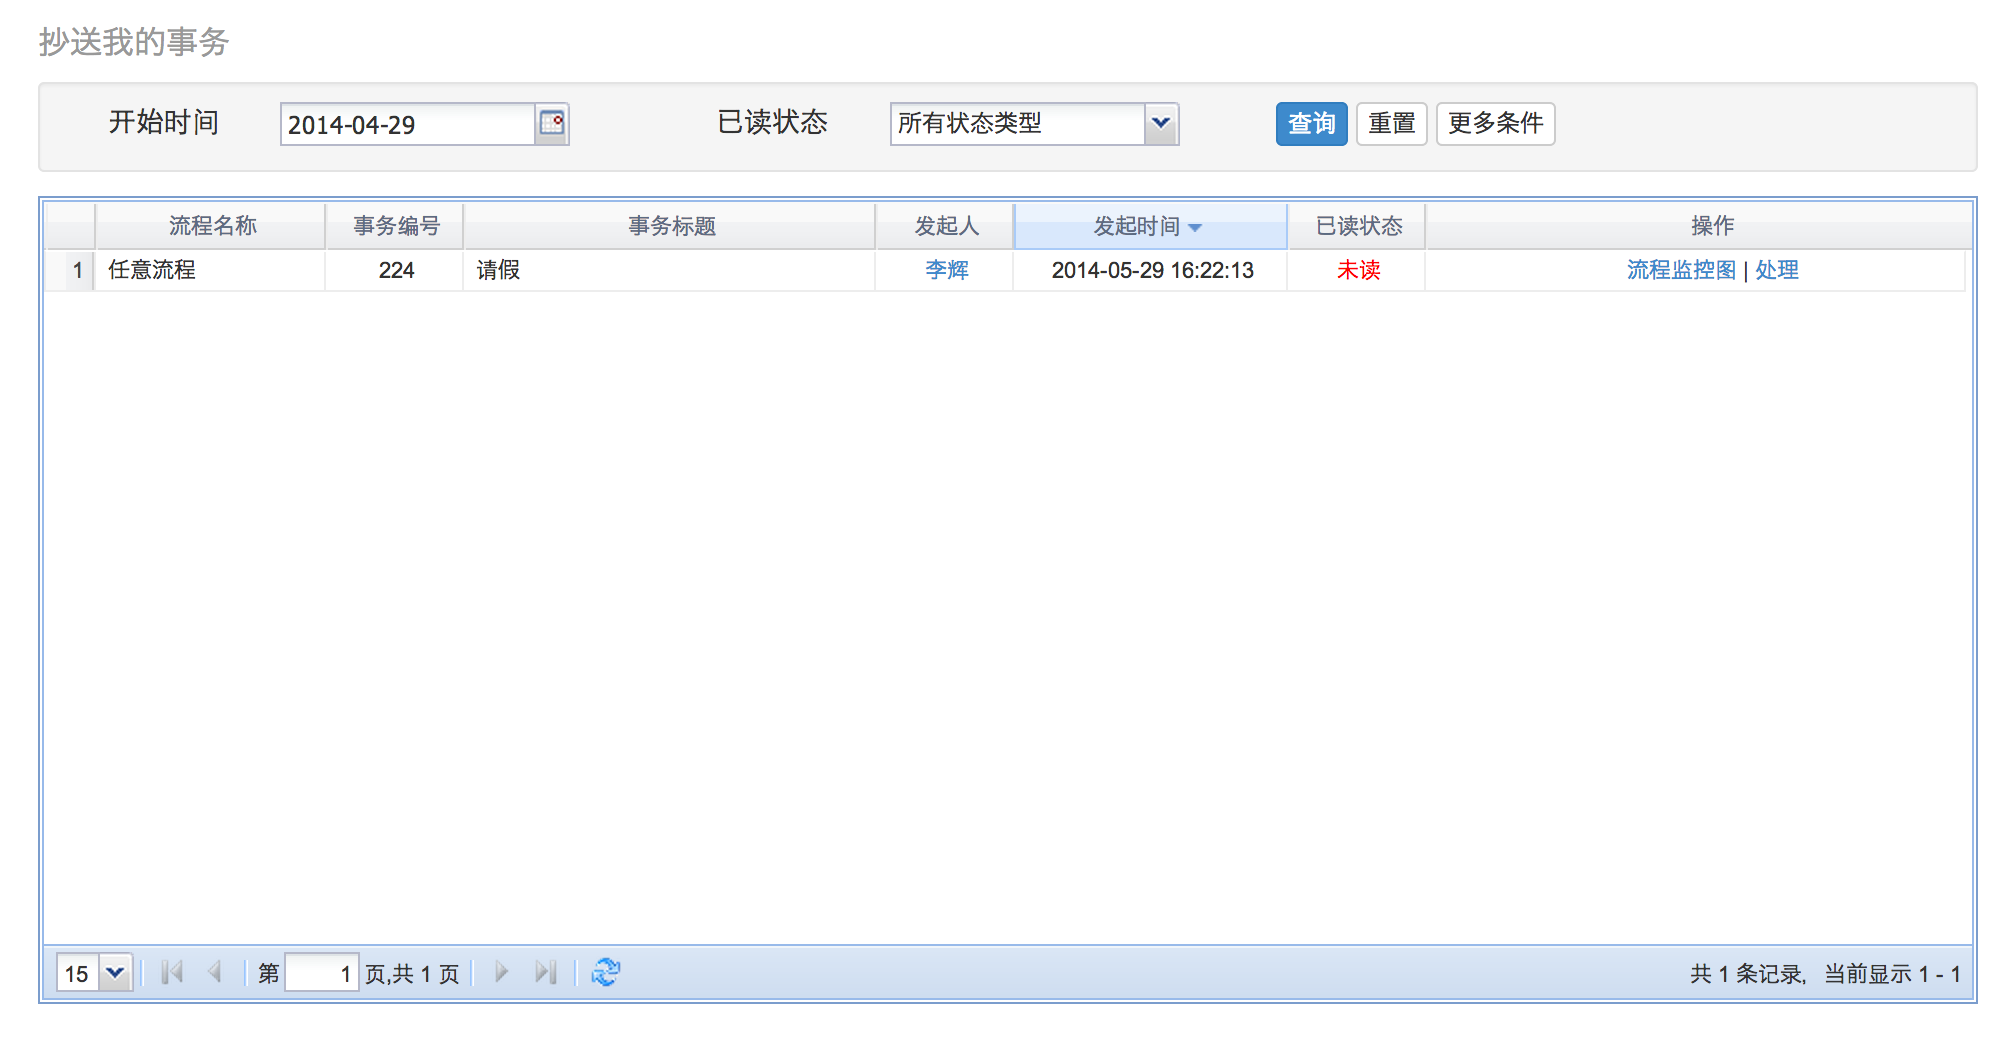 抄送我的事务
开始时间 2014-04-29 已读状态 所有状态类型 查询 重置 更多条件
流程名称 事务编号 事务标题 发起人 发起时间 已读状态 操作
1 任意流程 224 请假 李辉 2014-05-29 16:22:13 未读 流程监控图 | 处理
15 第 1 页,共 1 页 共 1 条记录, 当前显示 1 - 1